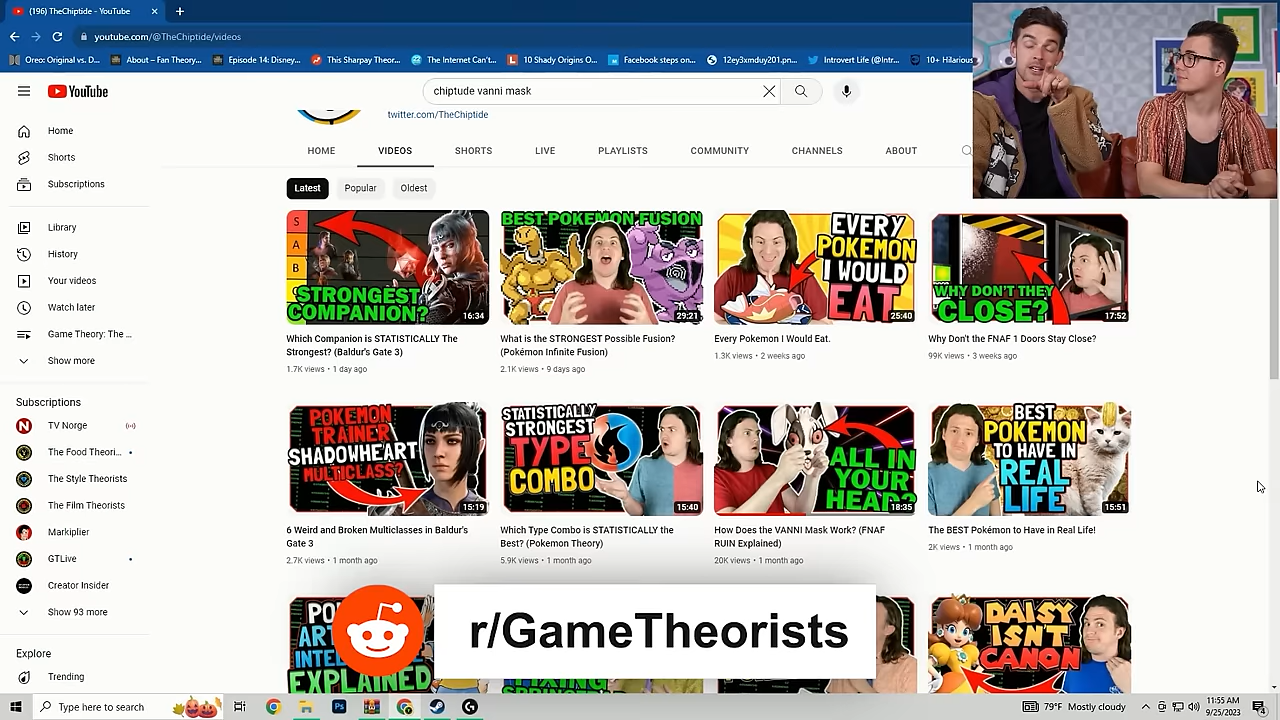 (196) TheChiptide - YouTube
youtube.com/@TheChiptide/videos
Oreo: Original vs. D...
About – Fan Theory...
Episode 14: Disney...
This Sharpay Theory...
The Internet Can't...
10 Shady Origins O...
Facebook steps on...
12ey3xmduy201.pn...
Introvert Life (@Intr...
10+ Hilarious
YouTube
chiptude vanni mask
twitter.com/TheChiptide
HOME
VIDEOS
SHORTS
LIVE
PLAYLISTS
COMMUNITY
CHANNELS
ABOUT
Latest
Popular
Oldest
Home
Shorts
Subscriptions
Library
History
Your videos
Watch later
Game Theory: The ...
Show more
Subscriptions
TV Norge
The Food Theori...
The Style Theorists
The Film Theorists
Markiplier
GTLive
Creator Insider
Show 93 more
Explore
Trending
S
A
B
STRONGEST
COMPANION?
16:34
Which Companion is STATISTICALLY The
Strongest? (Baldur's Gate 3)
1.7K views • 1 day ago
BEST POKEMON FUSION
29:21
What is the STRONGEST Possible Fusion?
(Pokémon Infinite Fusion)
2.1K views • 9 days ago
EVERY
POKEMON
I WOULD
EAT
25:40
Every Pokemon I Would Eat.
1.3K views • 2 weeks ago
WHY DON'T THEY
CLOSE?
17:52
Why Don't the FNAF 1 Doors Stay Close?
99K views • 3 weeks ago
POKEMON
TRAINER
SHADOWHEART
MULTICLASS?
15:19
6 Weird and Broken Multiclasses in Baldur's
Gate 3
2.7K views • 1 month ago
STATISTICALLY
STRONGEST
TYPE
COMBO
15:40
Which Type Combo is STATISTICALLY the
Best? (Pokemon Theory)
5.9K views • 1 month ago
ALL IN
YOUR
HEAD?
18:35
How Does the VANNI Mask Work? (FNAF
RUIN Explained)
20K views • 1 month ago
BEST
POKEMON
TO HAVE IN
REAL
LIFE
15:51
The BEST Pokémon to Have in Real Life!
2K views • 1 month ago
EXPLAINED
r/GameTheorists
DAISY
ISN'T
CANON
Type here to search
79°F Mostly cloudy
11:55 AM
9/25/2023